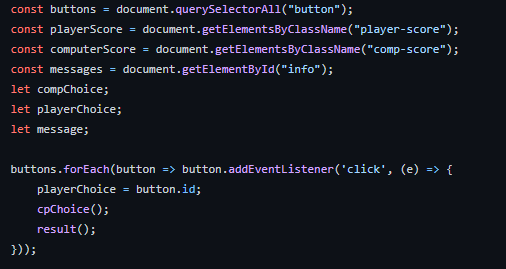 const buttons = document.querySelectorAll("button");
const playerScore = document.getElementsByClassName("player-score");
const computerScore = document.getElementsByClassName("comp-score");
const messages = document.getElementById("info");
let compChoice;
let playerChoice;
let message;

buttons.forEach(button => button.addEventListener('click', (e) => {
    playerChoice = button.id;
    cpChoice();
    result();
}));